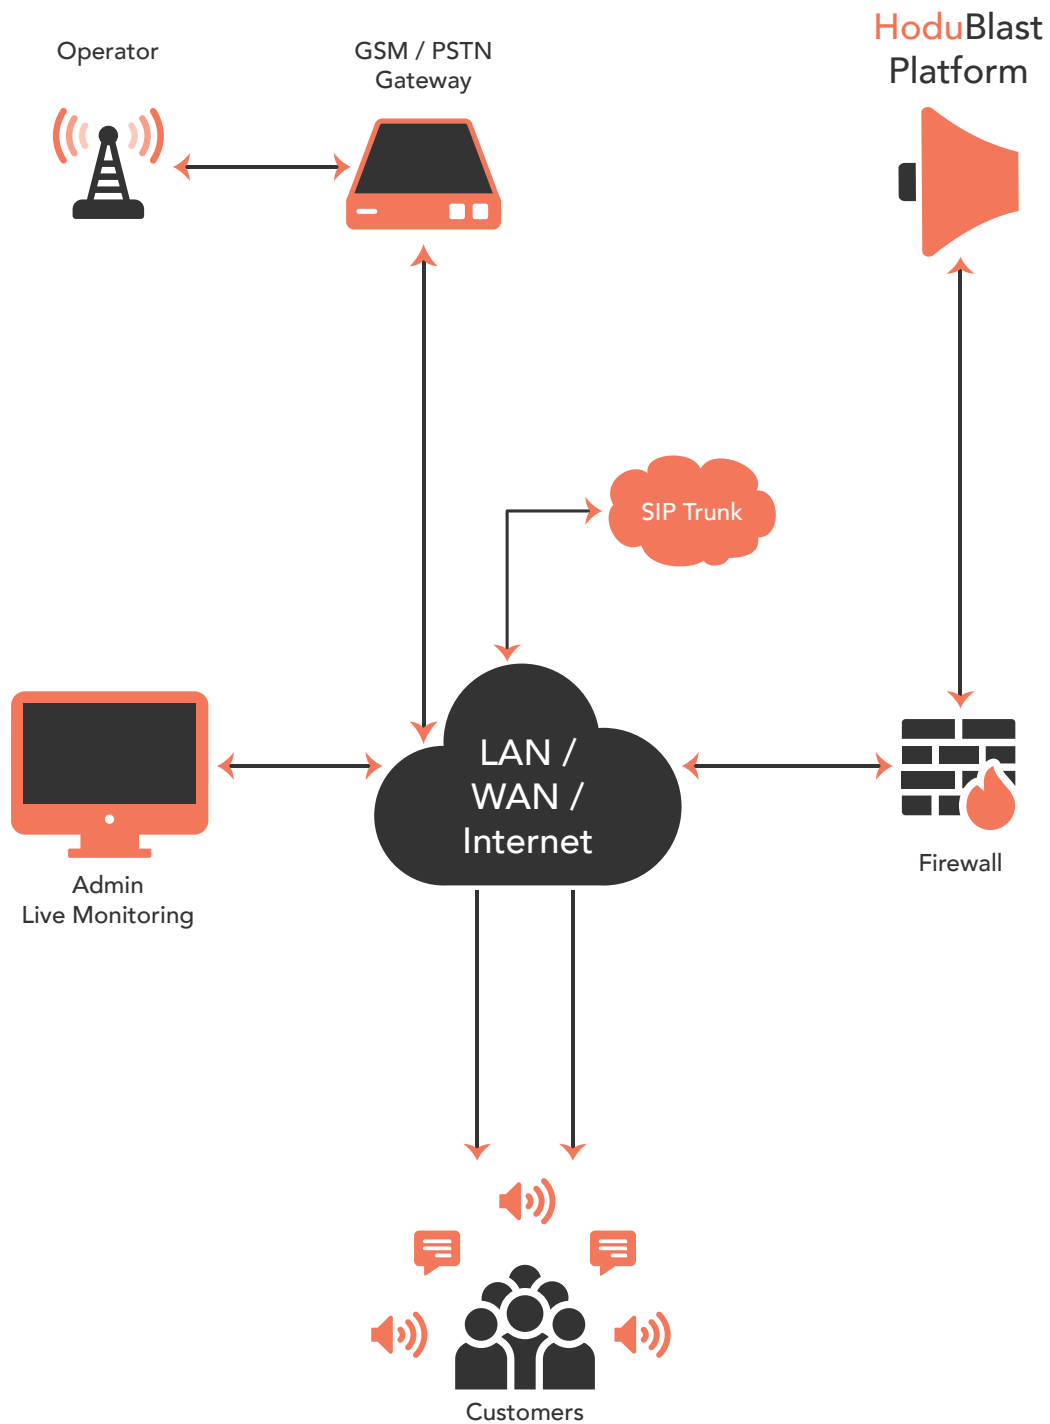 Operator
GSM / PSTN
Gateway
HoduBlast
Platform
SIP Trunk
LAN /
WAN /
Internet
Admin
Live Monitoring
Firewall
Customers